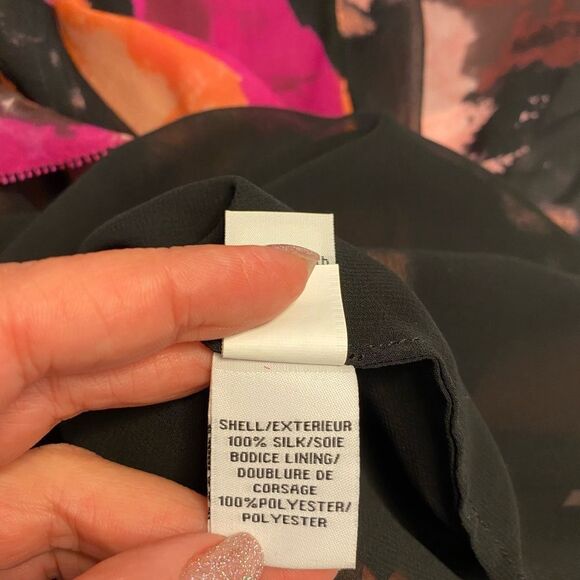 SHELL/EXTERIEUR
100% SILK/SOIE
BODICE LINING/
DOUBLURE DE
CORSAGE
100%POLYESTER/
POLYESTER